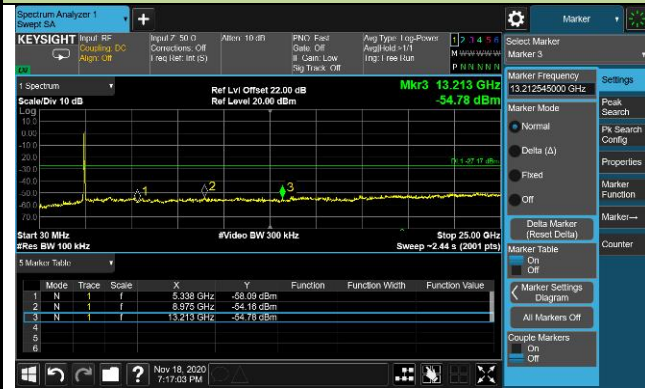 Spectrum Analyzer 1
Swept SA
+
Marker
KEYSIGHT
Input: RF
Coupling: DC
Align: Off
Input Z: 50 Ω
Corrections: Off
Freq Ref: Int (S)
Atten: 10 dB
PNO: Fast
Gate: Off
IF Gain: Low
Sig Track: Off
Avg Type: Log-Power
Avg|Hold >1/1
Trig: Free Run
1 2 3 4 5 6
M W W W W W
P N N N N N
Select Marker
Marker 3
1 Spectrum
Scale/Div 10 dB
Ref Lvl Offset 22.00 dB
Ref Level 20.00 dBm
Mkr3 13.213 GHz
-54.78 dBm
Log
10.0
0.00
-10.0
-20.0
-30.0
-40.0
-50.0
-60.0
-70.0
DL1 -27.17 dBm
1
2
3
Start 30 MHz
#Res BW 100 kHz
#Video BW 300 kHz
Stop 25.00 GHz
Sweep ~2.44 s (2001 pts)
5 Marker Table
Mode Trace Scale X Y Function Function Width Function Value
1 N 1 f 5.338 GHz -58.09 dBm
2 N 1 f 8.975 GHz -54.16 dBm
3 N 1 f 13.213 GHz -54.78 dBm
4
5
6
Marker Frequency
13.212545000 GHz
Marker Mode
Normal
Delta (Δ)
Fixed
Off
Delta Marker
(Reset Delta)
Marker Table
On
Off
Marker Settings
Diagram
All Markers Off
Couple Markers
On
Off
Settings
Peak
Search
Pk Search
Config
Properties
Marker
Function
Marker→
Counter
?
Nov 18, 2020
7:17:03 PM